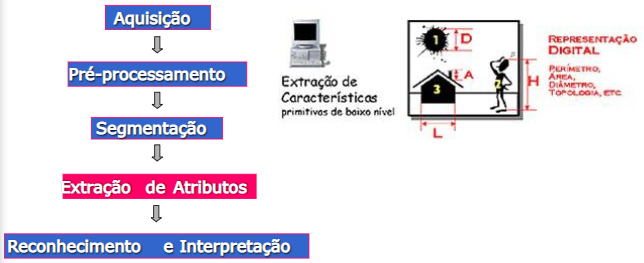 Aquisição
Pré-processamento
Segmentação
Extração de Atributos
Reconhecimento e Interpretação
Extração de
Características
primitivas de baixo nível
1
D
A
3
2
H
L
REPRESENTAÇÃO
DIGITAL
PERÍMETRO,
ÁREA,
DIÂMETRO,
TOPOLOGIA, ETC.